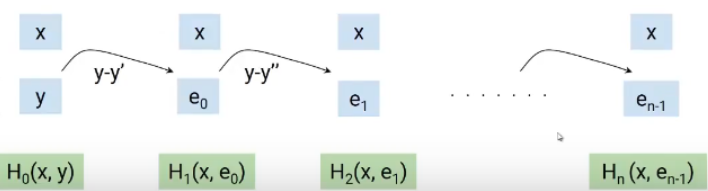 x x x x
y y-y' e₀ y-y" e₁ . . . . . . . eₙ₋₁
H₀(x, y) H₁(x, e₀) H₂(x, e₁) Hₙ (x, eₙ₋₁)